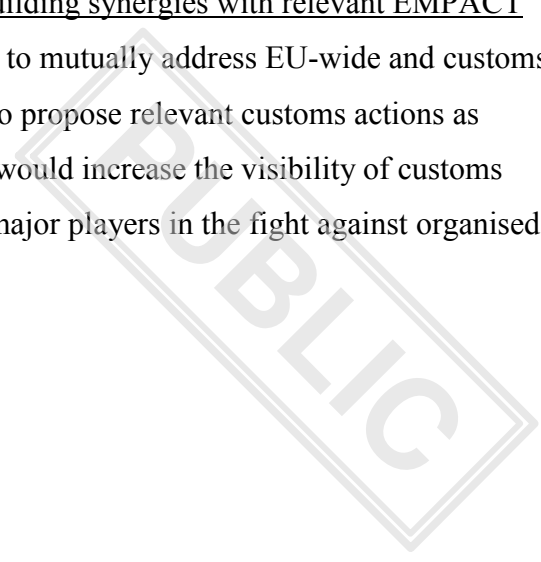 uilding synergies with relevant EMPACT
to mutually address EU-wide and customs
o propose relevant customs actions as
would increase the visibility of customs
major players in the fight against organised
PUBLIC